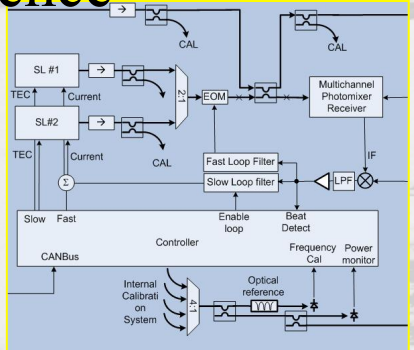 CAL
CAL
SL #1
TEC
Current
CAL
2:1
EOM
Multichannel
Photomixer
Receiver
SL#2
TEC
Current
CAL
Fast Loop Filter
Slow Loop filter
IF
LPF
Σ
Slow
Fast
Enable
loop
Beat
Detect
Controller
CANBus
Frequency
Cal
Power
monitor
Internal
Calibrati
on
System
4:1
Optical
reference